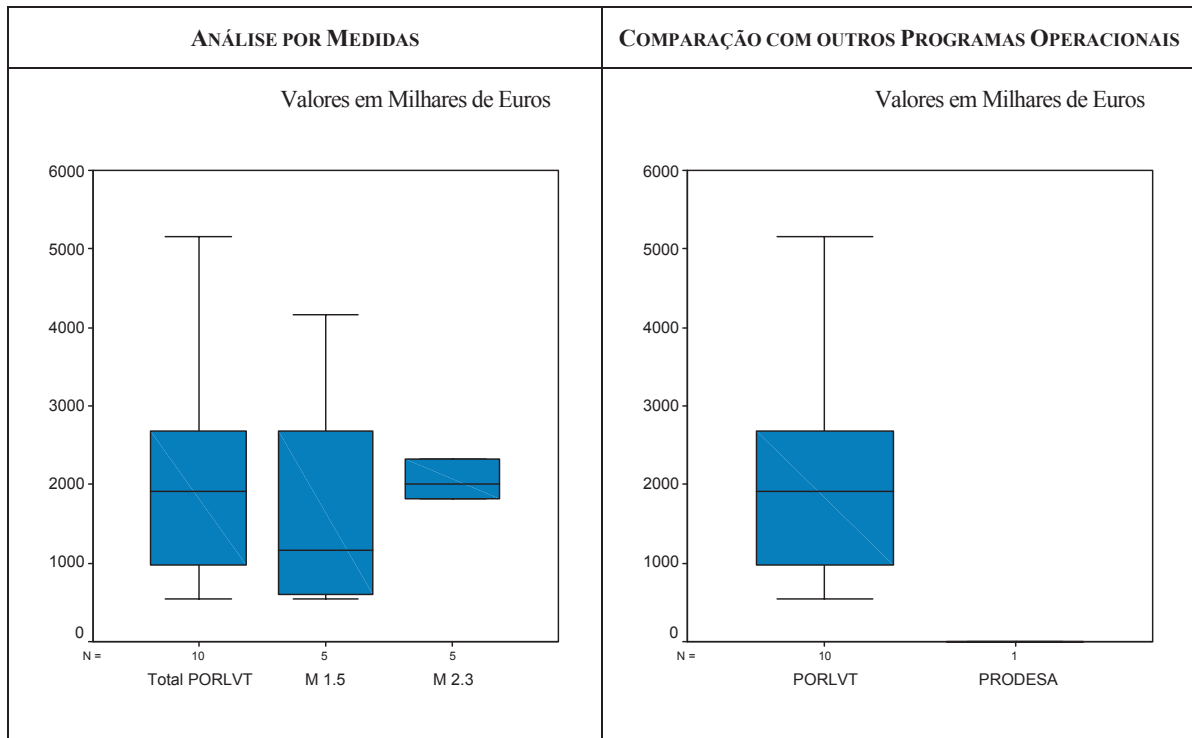 ANÁLISE POR MEDIDAS
Valores em Milhares de Euros
6000
5000
4000
3000
2000
1000
0
N = 10 5 5
Total PORLVT M 1.5 M 2.3
COMPARAÇÃO COM OUTROS PROGRAMAS OPERACIONAIS
Valores em Milhares de Euros
6000
5000
4000
3000
2000
1000
0
N = 10 1
PORLVT PRODESA